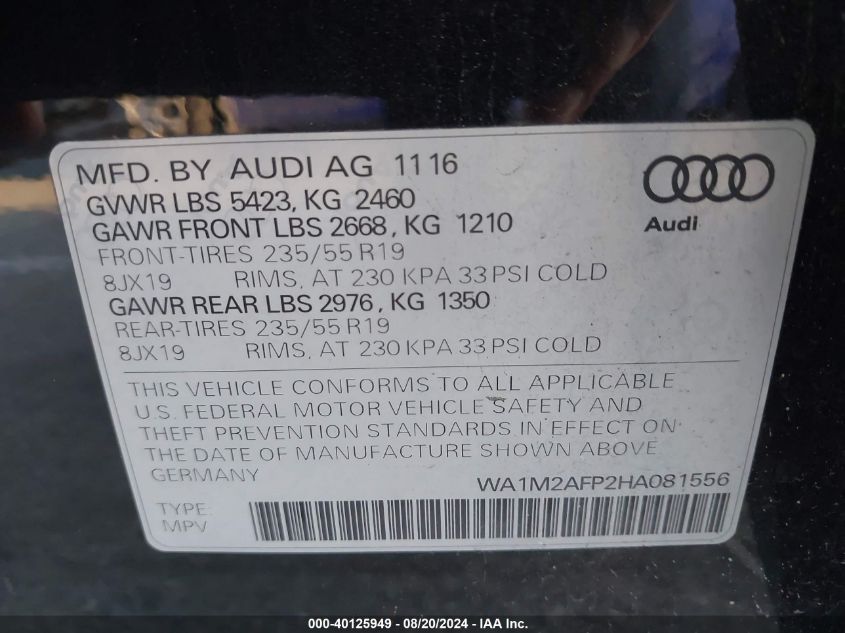 MFD. BY AUDI AG 11 16
GVWR LBS 5423, KG 2460
GAWR FRONT LBS 2668, KG 1210
FRONT-TIRES 235/55 R19
8JX19 RIMS, AT 230 KPA 33 PSI COLD
GAWR REAR LBS 2976, KG 1350
REAR-TIRES 235/55 R19
8JX19 RIMS, AT 230 KPA 33 PSI COLD
Audi
THIS VEHICLE CONFORMS TO ALL APPLICABLE
U.S. FEDERAL MOTOR VEHICLE SAFETY AND
THEFT PREVENTION STANDARDS IN EFFECT ON
THE DATE OF MANUFACTURE SHOWN ABOVE
GERMANY
WA1M2AFP2HA081556
TYPE:
MPV
000-40125949 - 08/20/2024 - IAAI Inc.